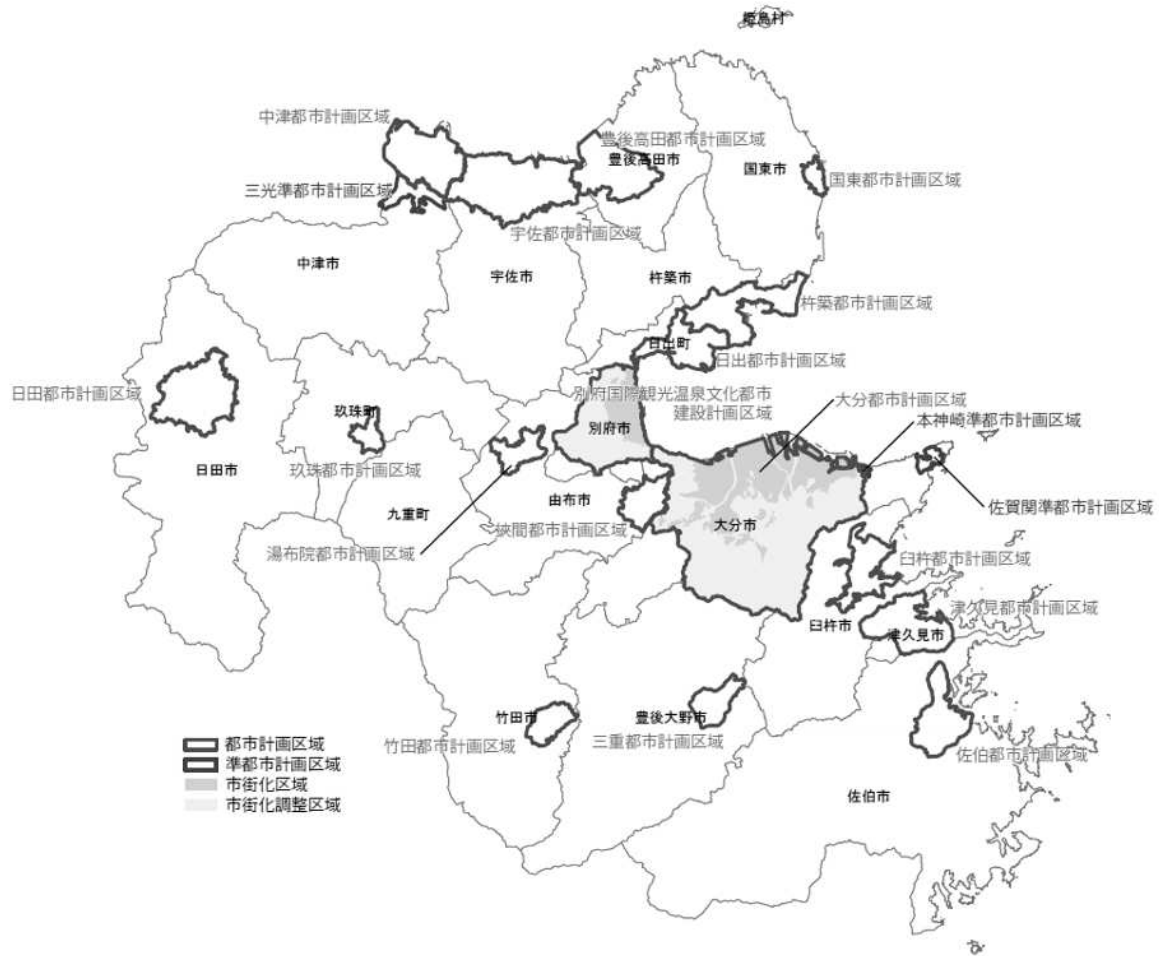 姫島村
中津都市計画区域
豊後高田都市計画区域
豊後高田市
国東市
国東都市計画区域
三光準都市計画区域
宇佐都市計画区域
中津市
宇佐市
杵築市
杵築都市計画区域
日出町
日出都市計画区域
日田都市計画区域
別府国際観光温泉文化都市
建設計画区域
大分都市計画区域
本神崎準都市計画区域
玖珠町
別府市
日田市
玖珠都市計画区域
由布市
九重町
挾間都市計画区域
大分市
佐賀関準都市計画区域
湯布院都市計画区域
臼杵都市計画区域
津久見都市計画区域
臼杵市
津久見市
竹田市
豊後大野市
竹田都市計画区域
三重都市計画区域
佐伯都市計画区域
佐伯市
都市計画区域
準都市計画区域
市街化区域
市街化調整区域